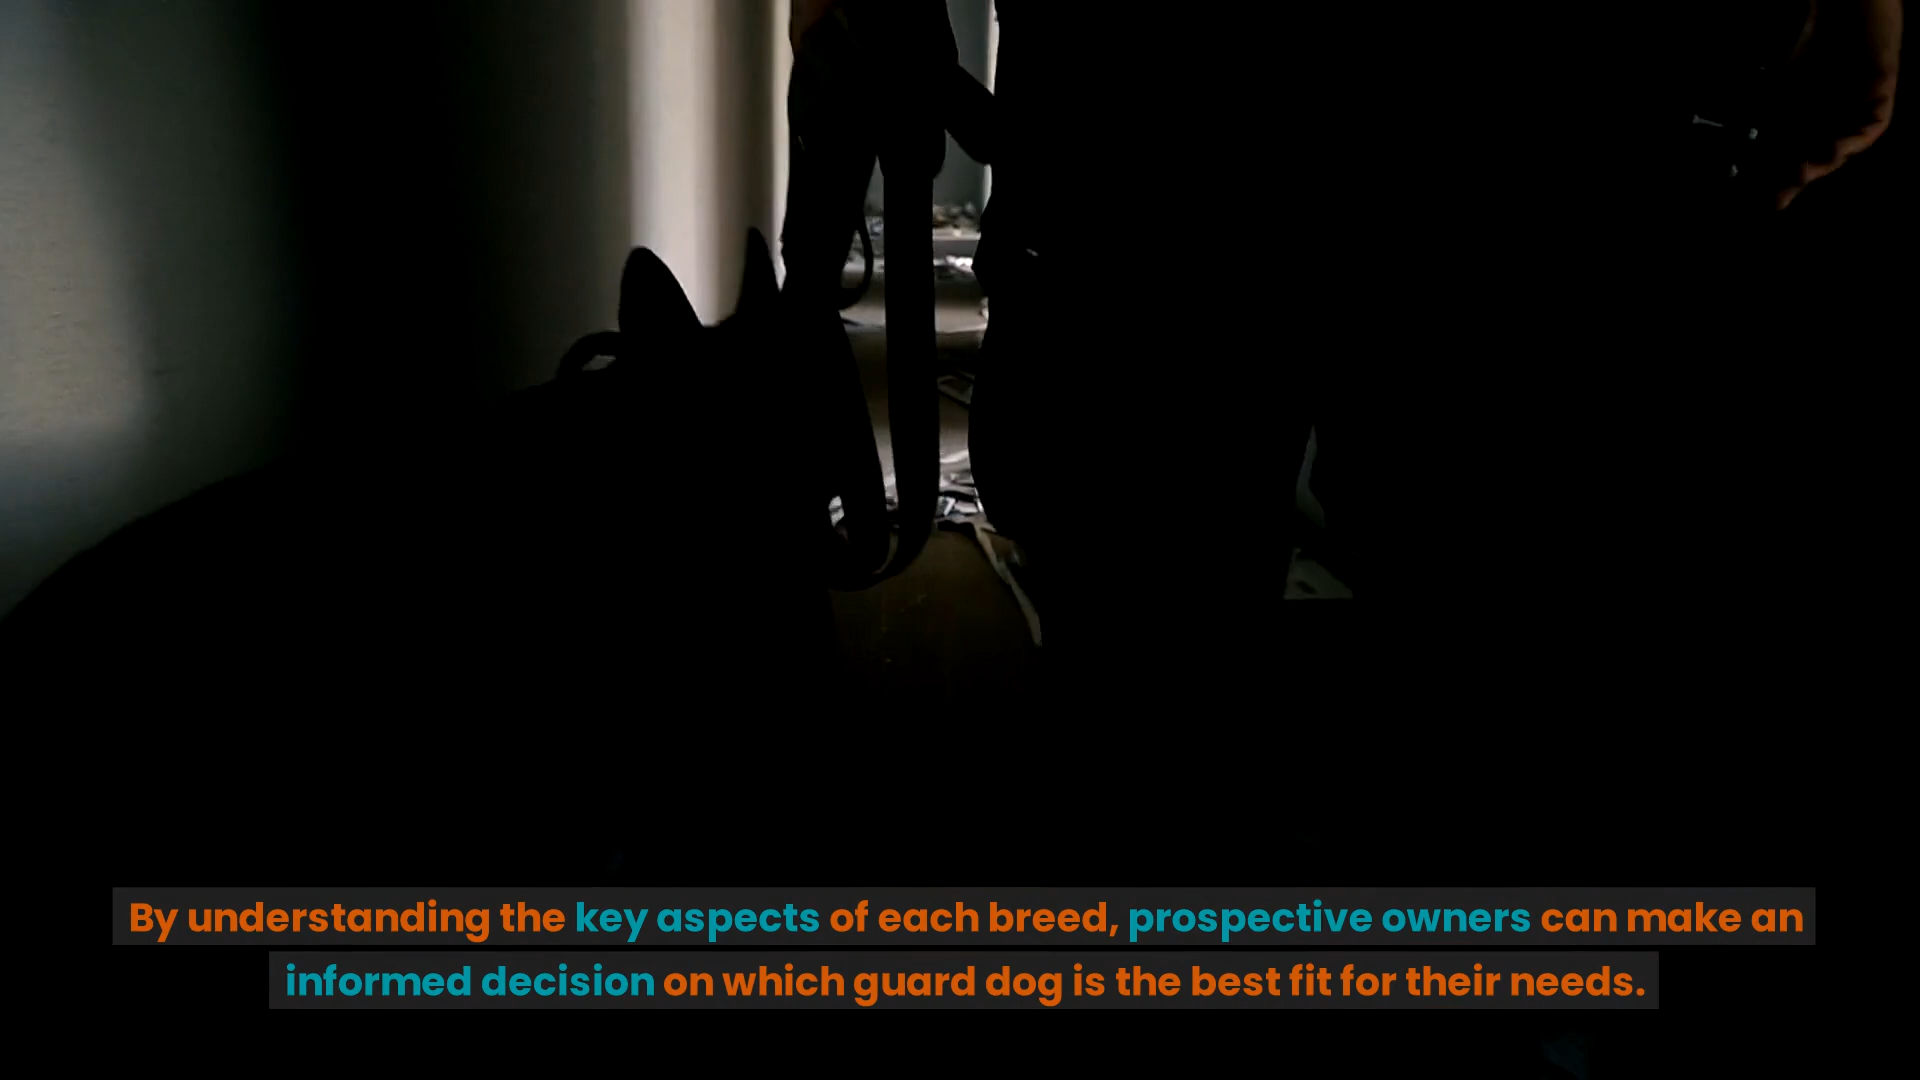 By understanding the key aspects of each breed, prospective owners can make an
informed decision on which guard dog is the best fit for their needs.